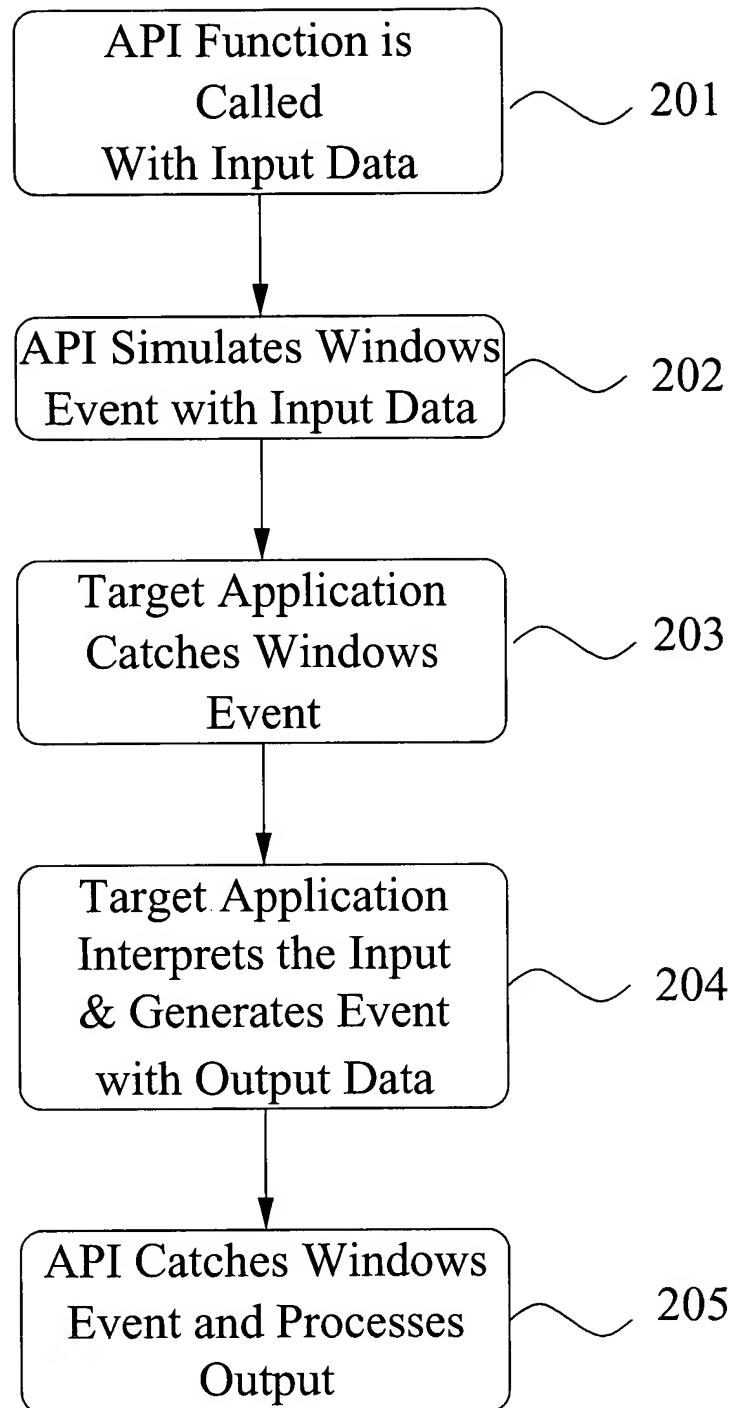 API Function is
Called
With Input Data
201
API Simulates Windows
Event with Input Data
202
Target Application
Catches Windows
Event
203
Target Application
Interprets the Input
& Generates Event
with Output Data
204
API Catches Windows
Event and Processes
Output
205